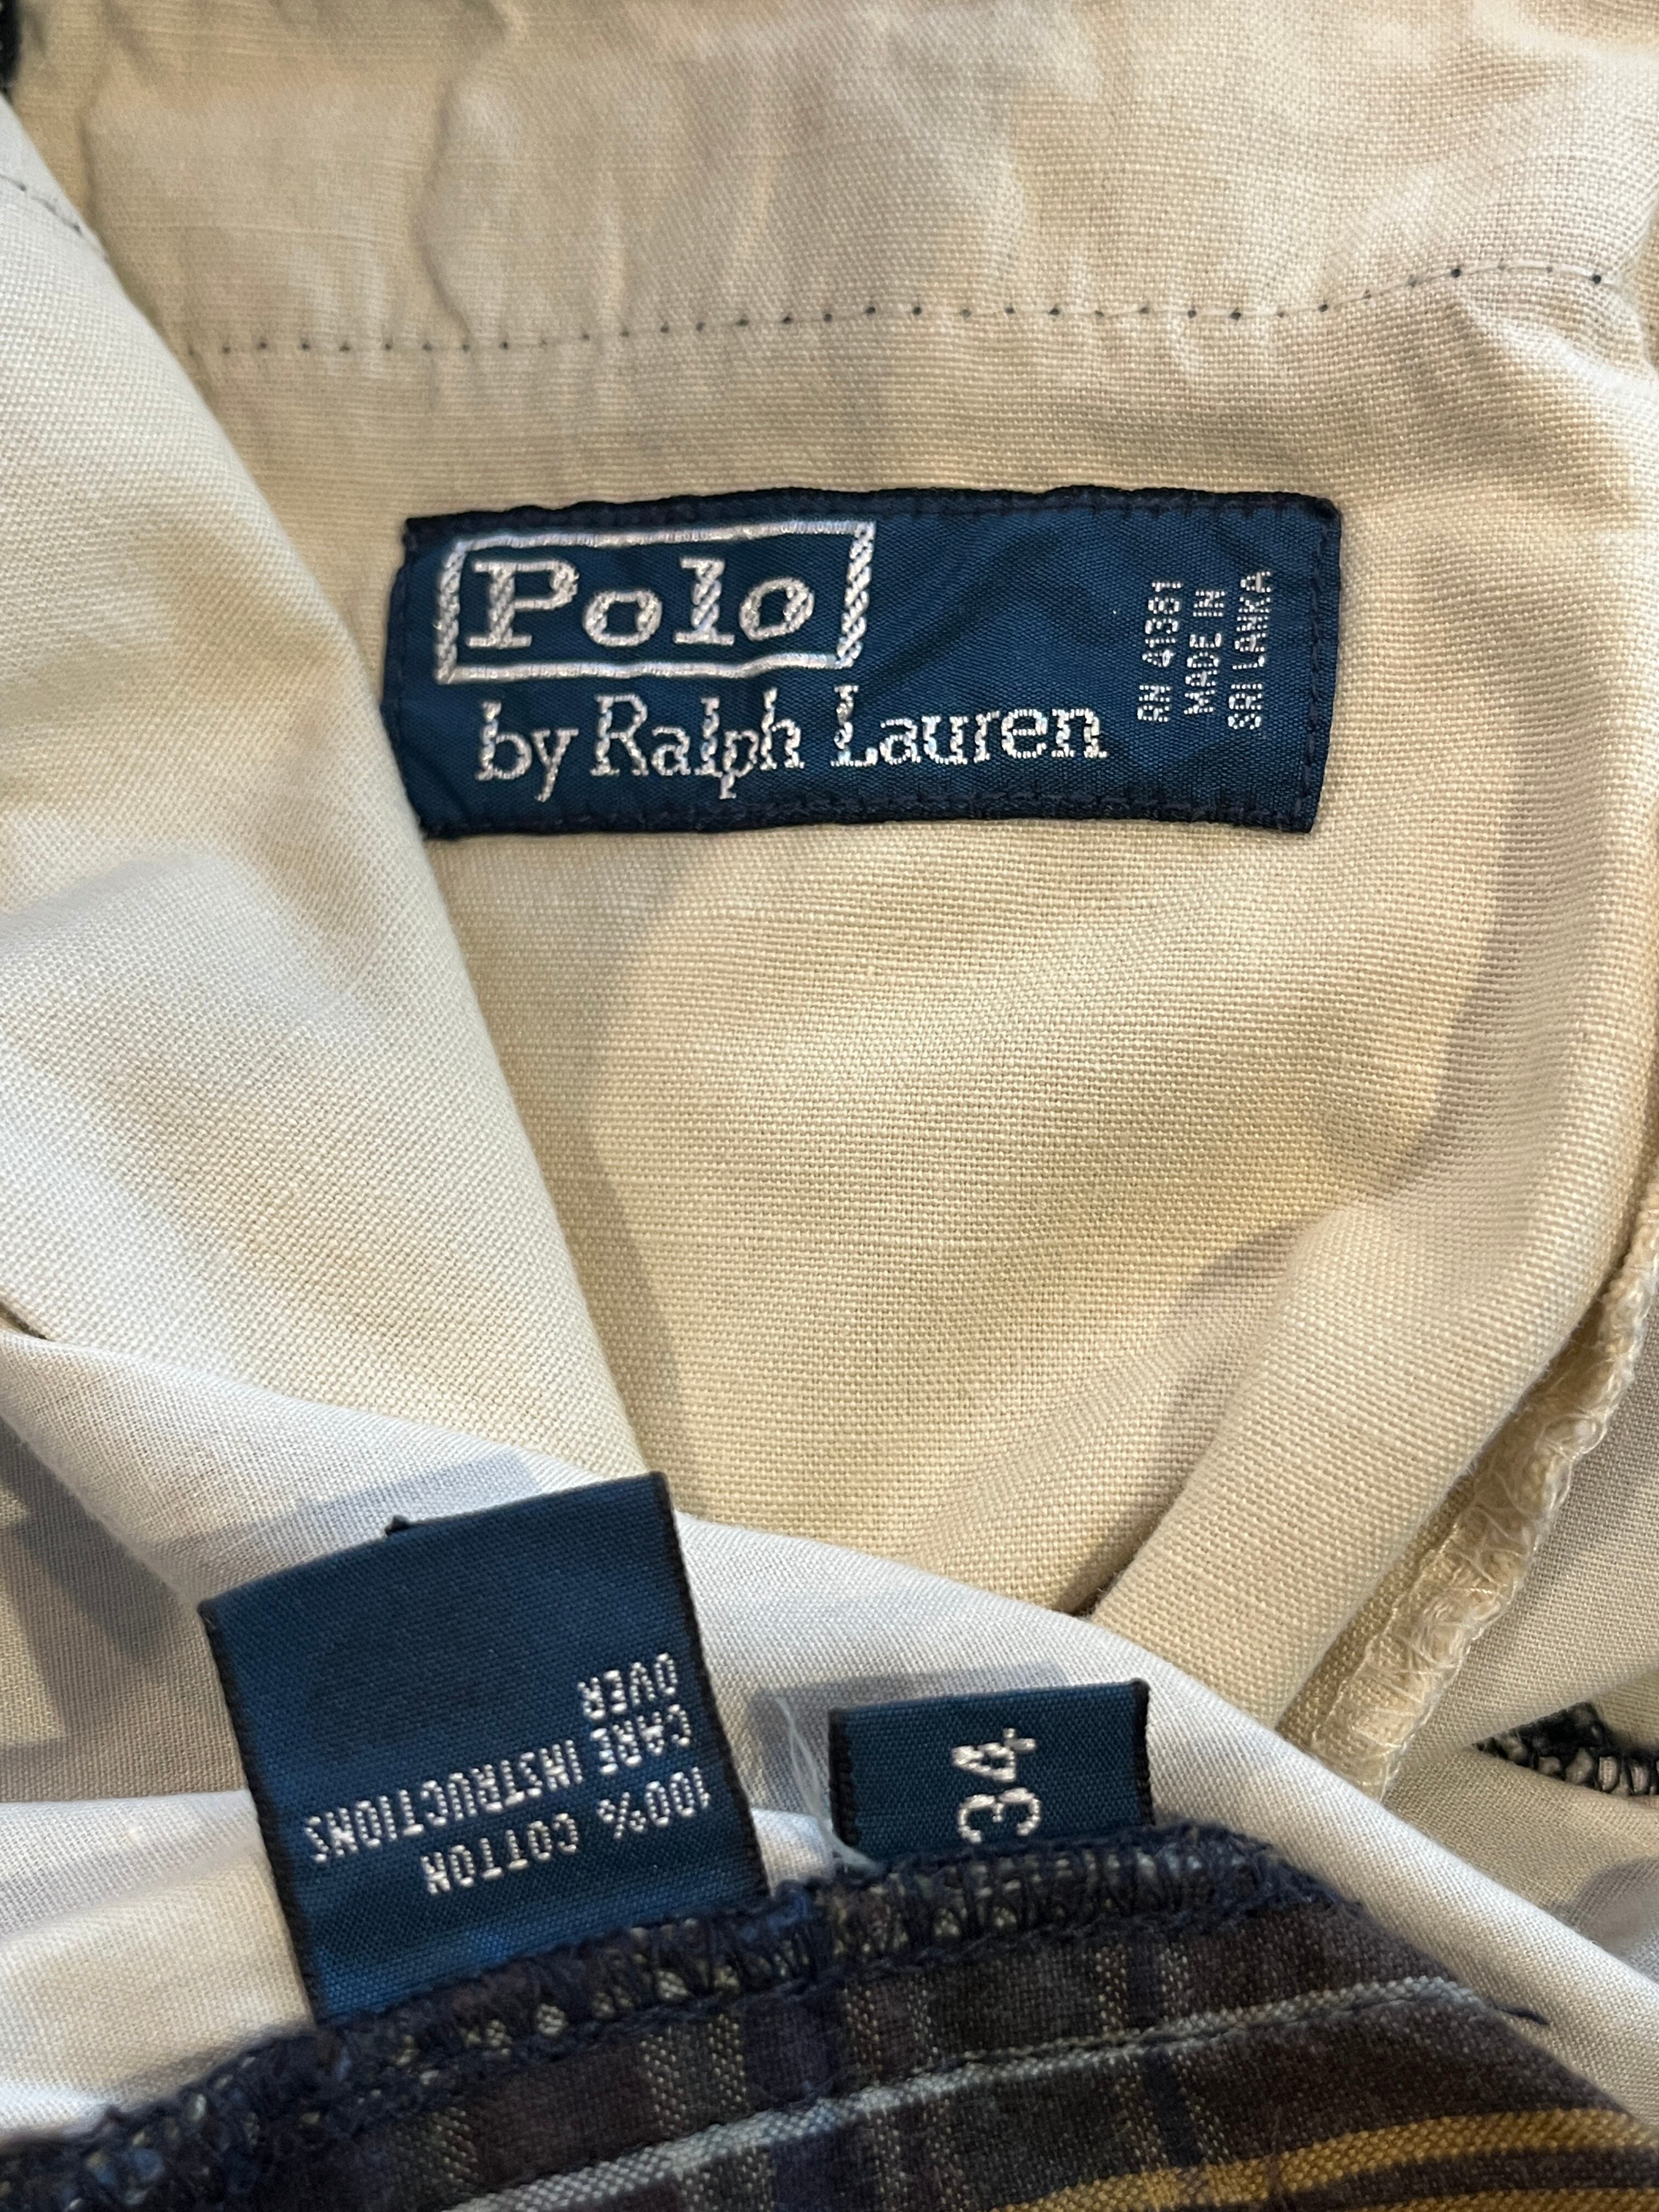 Polo
by Ralph Lauren
RN 41381
MADE IN
SRI LANKA
100% COTTON
CARE INSTRUCTIONS
OVER
34